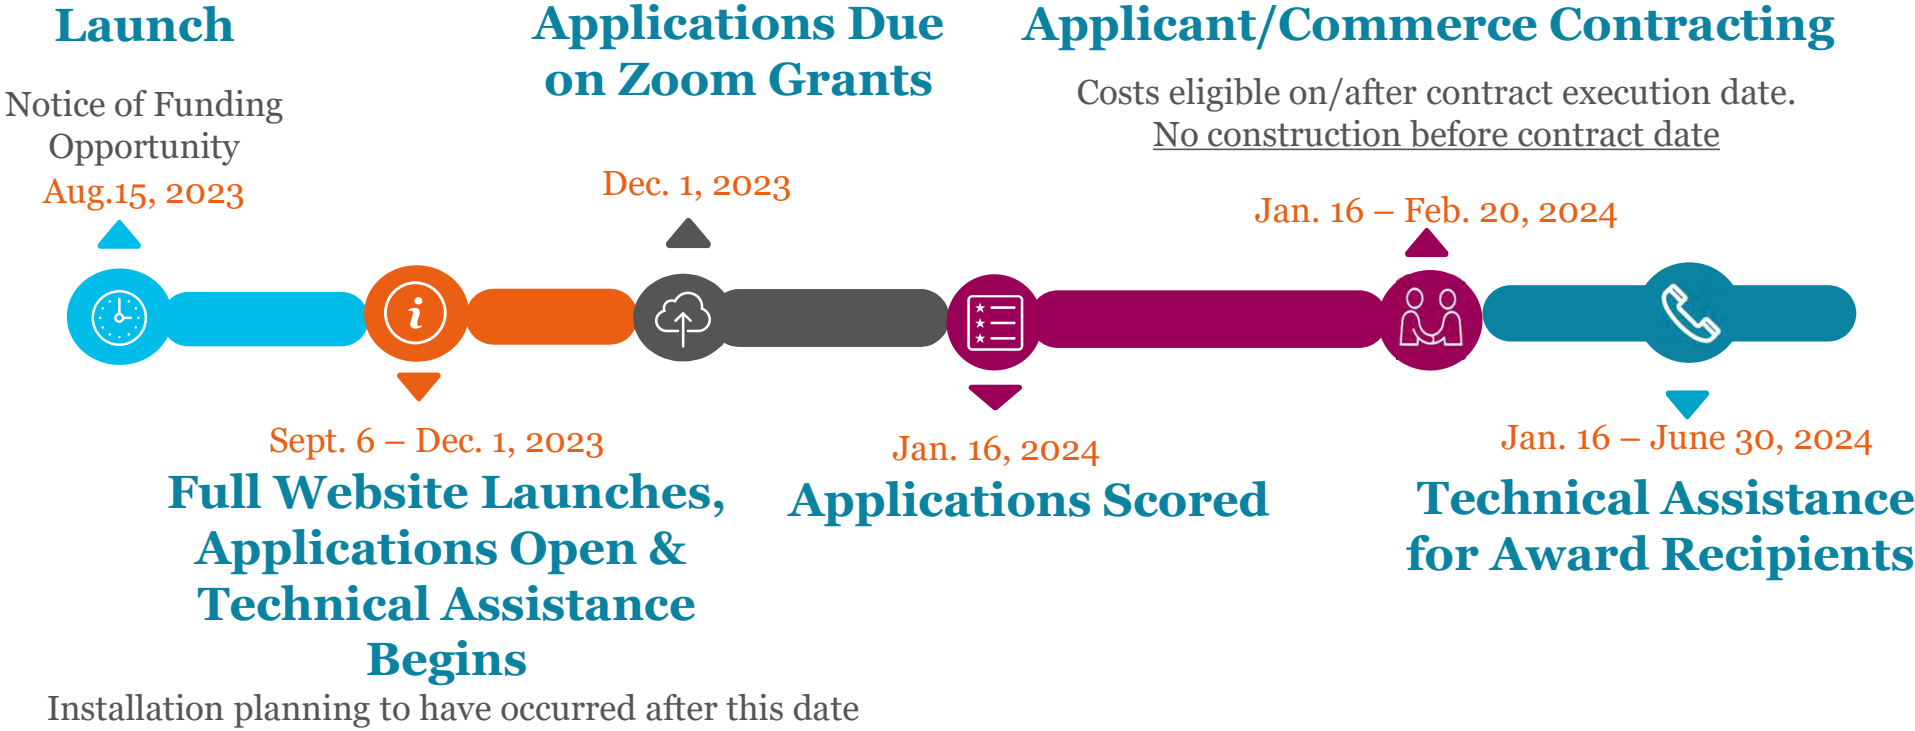 Launch
Notice of Funding
Opportunity
Aug.15, 2023
Applications Due
on Zoom Grants
Dec. 1, 2023
Applicant/Commerce Contracting
Costs eligible on/after contract execution date.
No construction before contract date
Jan. 16 – Feb. 20, 2024
Sept. 6 – Dec. 1, 2023
Full Website Launches,
Applications Open &
Technical Assistance
Begins
Installation planning to have occurred after this date
Jan. 16, 2024
Applications Scored
Jan. 16 – June 30, 2024
Technical Assistance
for Award Recipients